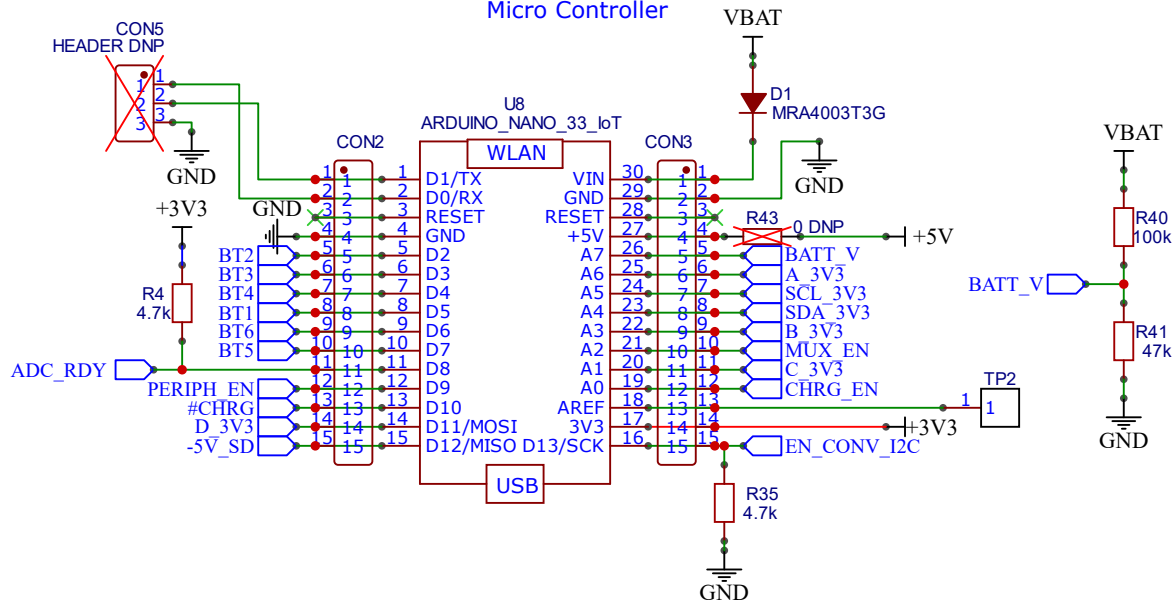 Micro Controller
VBAT
CON5
HEADER DNP
1 1
2 2
3 3
GND
D1
MRA4003T3G
U8
ARDUINO_NANO_33_IoT
WLAN
CON2
CON3
GND
VBAT
+3V3
GND
1 1 1 D1/TX VIN 30 1 1
2 2 2 D0/RX GND 29 2 2
3 3 3 RESET RESET 28 3 3
4 4 4 GND +5V 27 4 4 R43 0 DNP +5V
BT2 5 5 5 D2 A7 26 5 5 BATT_V
BT3 6 6 6 D3 A6 25 6 6 A_3V3
BT4 7 7 7 D4 A5 24 7 7 SCL_3V3
BT1 8 8 8 D5 A4 23 8 8 SDA_3V3
BT6 9 9 9 D6 A3 22 9 9 B_3V3
BT5 10 10 10 D7 A2 21 10 10 MUX_EN
ADC_RDY 11 11 11 D8 A1 20 11 11 C_3V3
PERIPH_EN 12 12 12 D9 A0 19 12 12 CHRG_EN
#CHRG 13 13 13 D10 AREF 18 13 13 1 1 TP2
D_3V3 14 14 14 D11/MOSI 3V3 17 14 14 +3V3
-5V_SD 15 15 15 D12/MISO D13/SCK 16 15 15 EN_CONV_I2C
R4
4.7k
USB
R35
4.7k
GND
R40
100k
BATT_V
R41
47k
GND